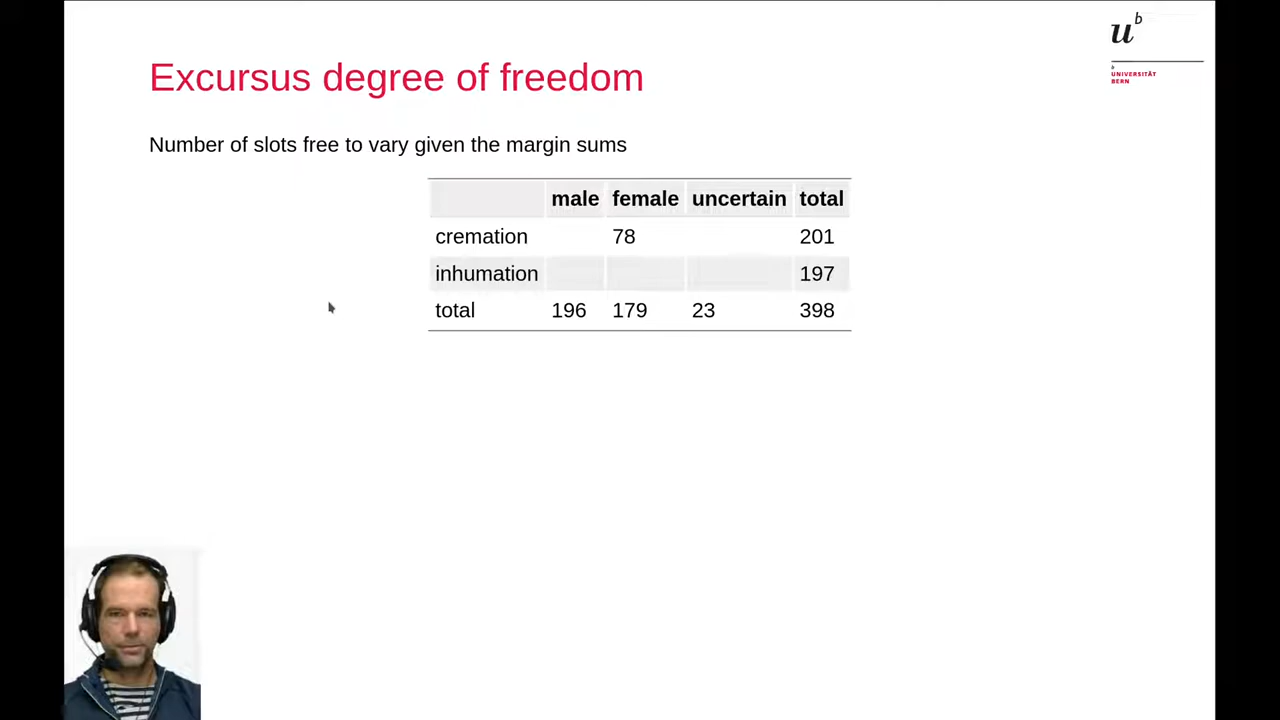 u b
Excursus degree of freedom
b
UNIVERSITÄT
BERN
Number of slots free to vary given the margin sums
male female uncertain total
cremation 78 201
inhumation 197
total 196 179 23 398